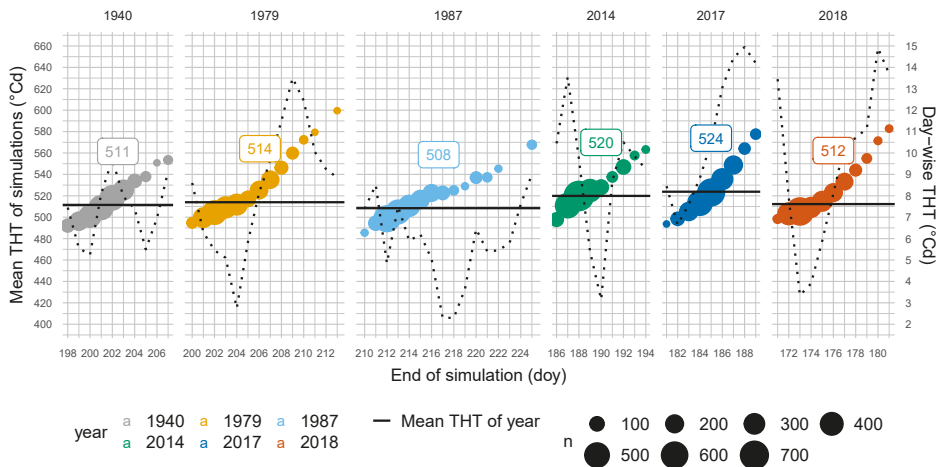 1940 1979 1987 2014 2017 2018
Mean THT of simulations (°Cd)
660
640
620
600
580
560
540
520
500
480
460
440
420
400
511
514
508
520
524
512
15
14
13
12
11
10
9
8
7
6
5
4
3
2
Day-wise THT (°Cd)
198 200 202 204 206
200 202 204 206 208 210 212
210 212 214 216 218 220 222 224
186 188 190 192 194
182 184 186 188
172 174 176 178 180
End of simulation (doy)
year
a 1940 a 1979 a 1987
a 2014 a 2017 a 2018
Mean THT of year
n
100 200 300 400
500 600 700